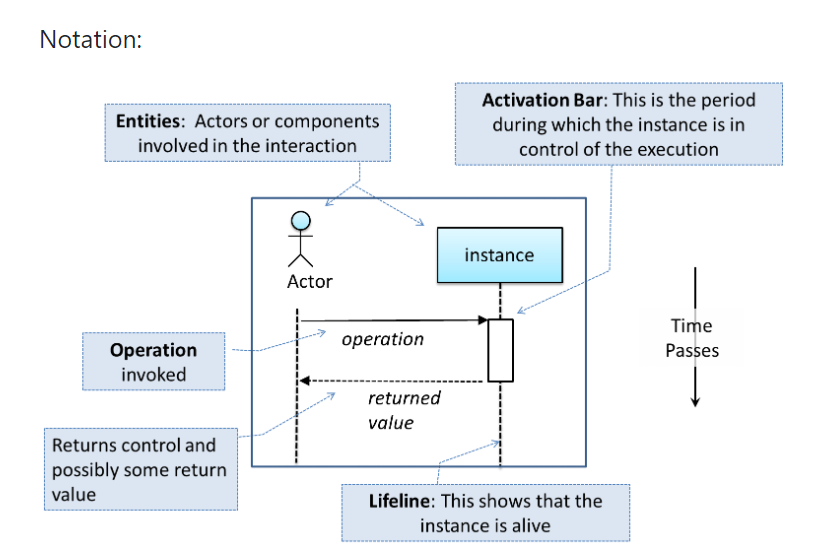 Notation:
Entities: Actors or components
involved in the interaction
Activation Bar: This is the period
during which the instance is in
control of the execution
Actor
instance
operation
Operation
invoked
returned
value
Time
Passes
Returns control and
possibly some return
value
Lifeline: This shows that the
instance is alive